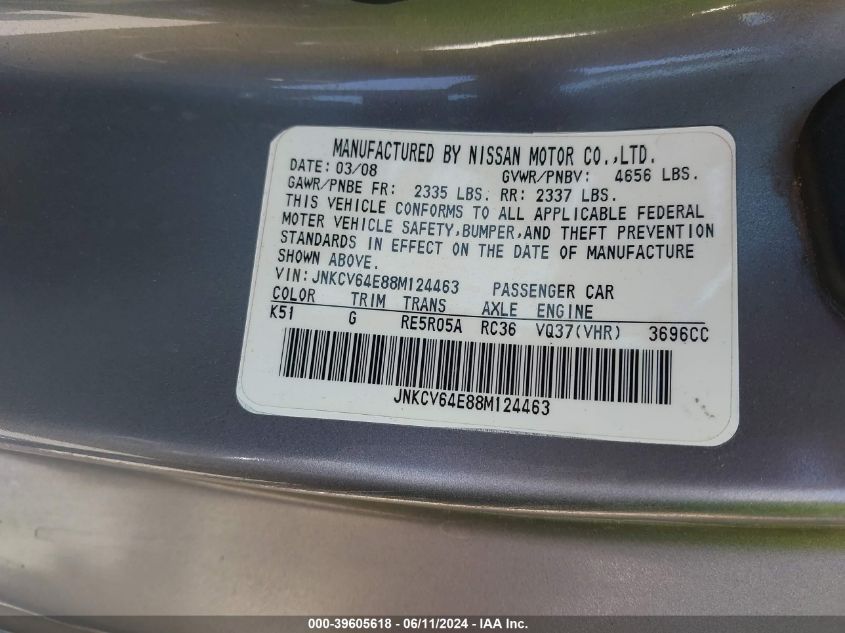 MANUFACTURED BY NISSAN MOTOR CO.,LTD.
DATE: 03/08 GVWR/PNBV: 4656 LBS.
GAWR/PNBE FR: 2335 LBS. RR: 2337 LBS.
THIS VEHICLE CONFORMS TO ALL APPLICABLE FEDERAL
MOTER VEHICLE SAFETY,BUMPER,AND THEFT PREVENTION
STANDARDS IN EFFECT ON THE DATE OF MANUFACTURE
SHOWN ABOVE.
VIN:JNKCV64E88M124463 PASSENGER CAR
COLOR TRIM TRANS AXLE ENGINE
K51 G RE5R05A RC36 VQ37(VHR) 3696CC
JNKCV64E88M124463
000-39605618 - 06/11/2024 - IAA Inc.